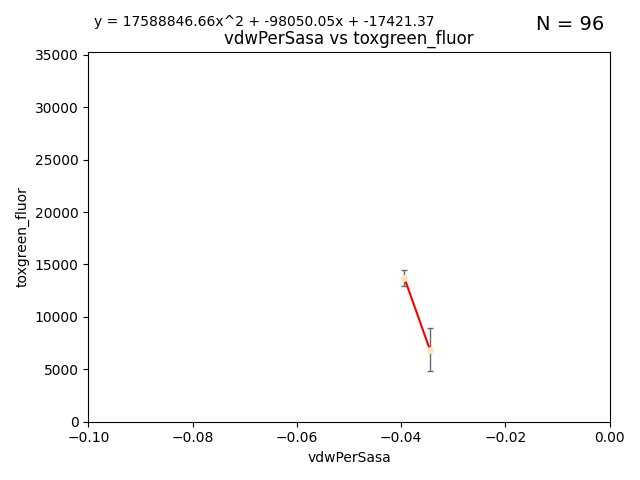 y = 17588846.66x^2 + -98050.05x + -17421.37
N = 96
vdwPerSasa vs toxgreen_fluor
35000
30000
25000
20000
15000
10000
5000
0
toxgreen_fluor
−0.10
−0.08
−0.06
−0.04
−0.02
0.00
vdwPerSasa